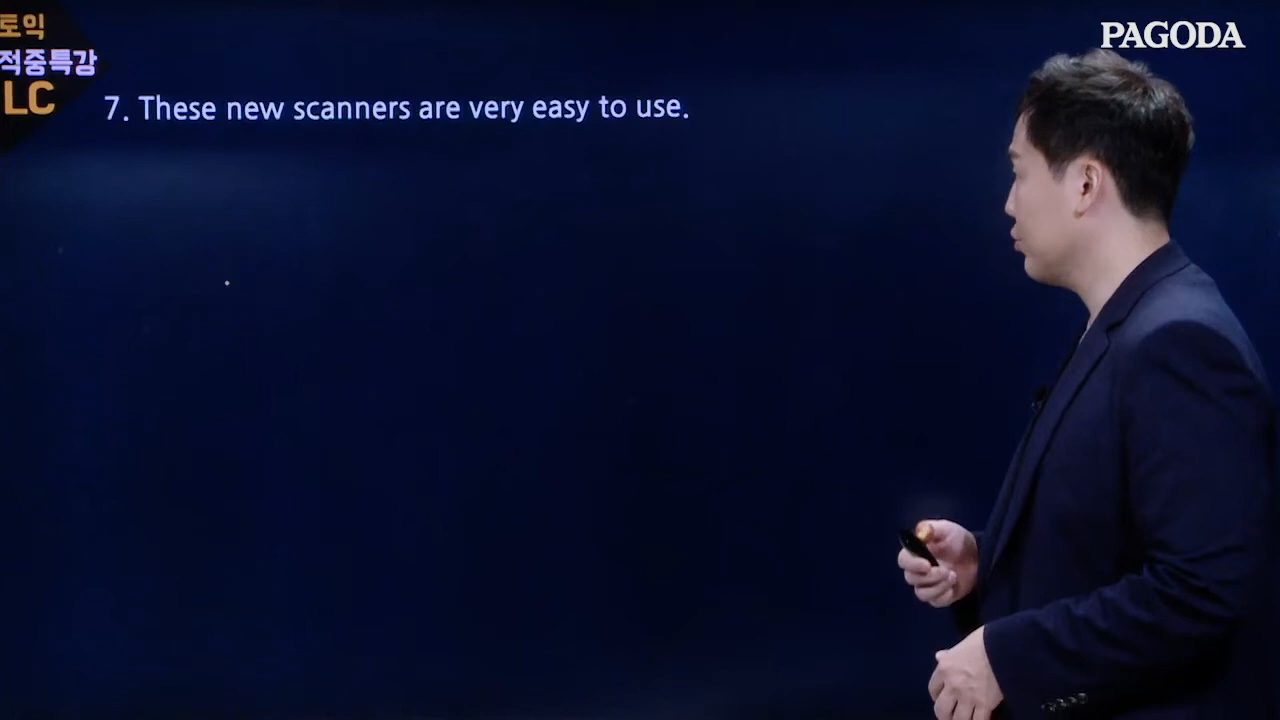 토익
적중특강
LC
PAGODA
7. These new scanners are very easy to use.